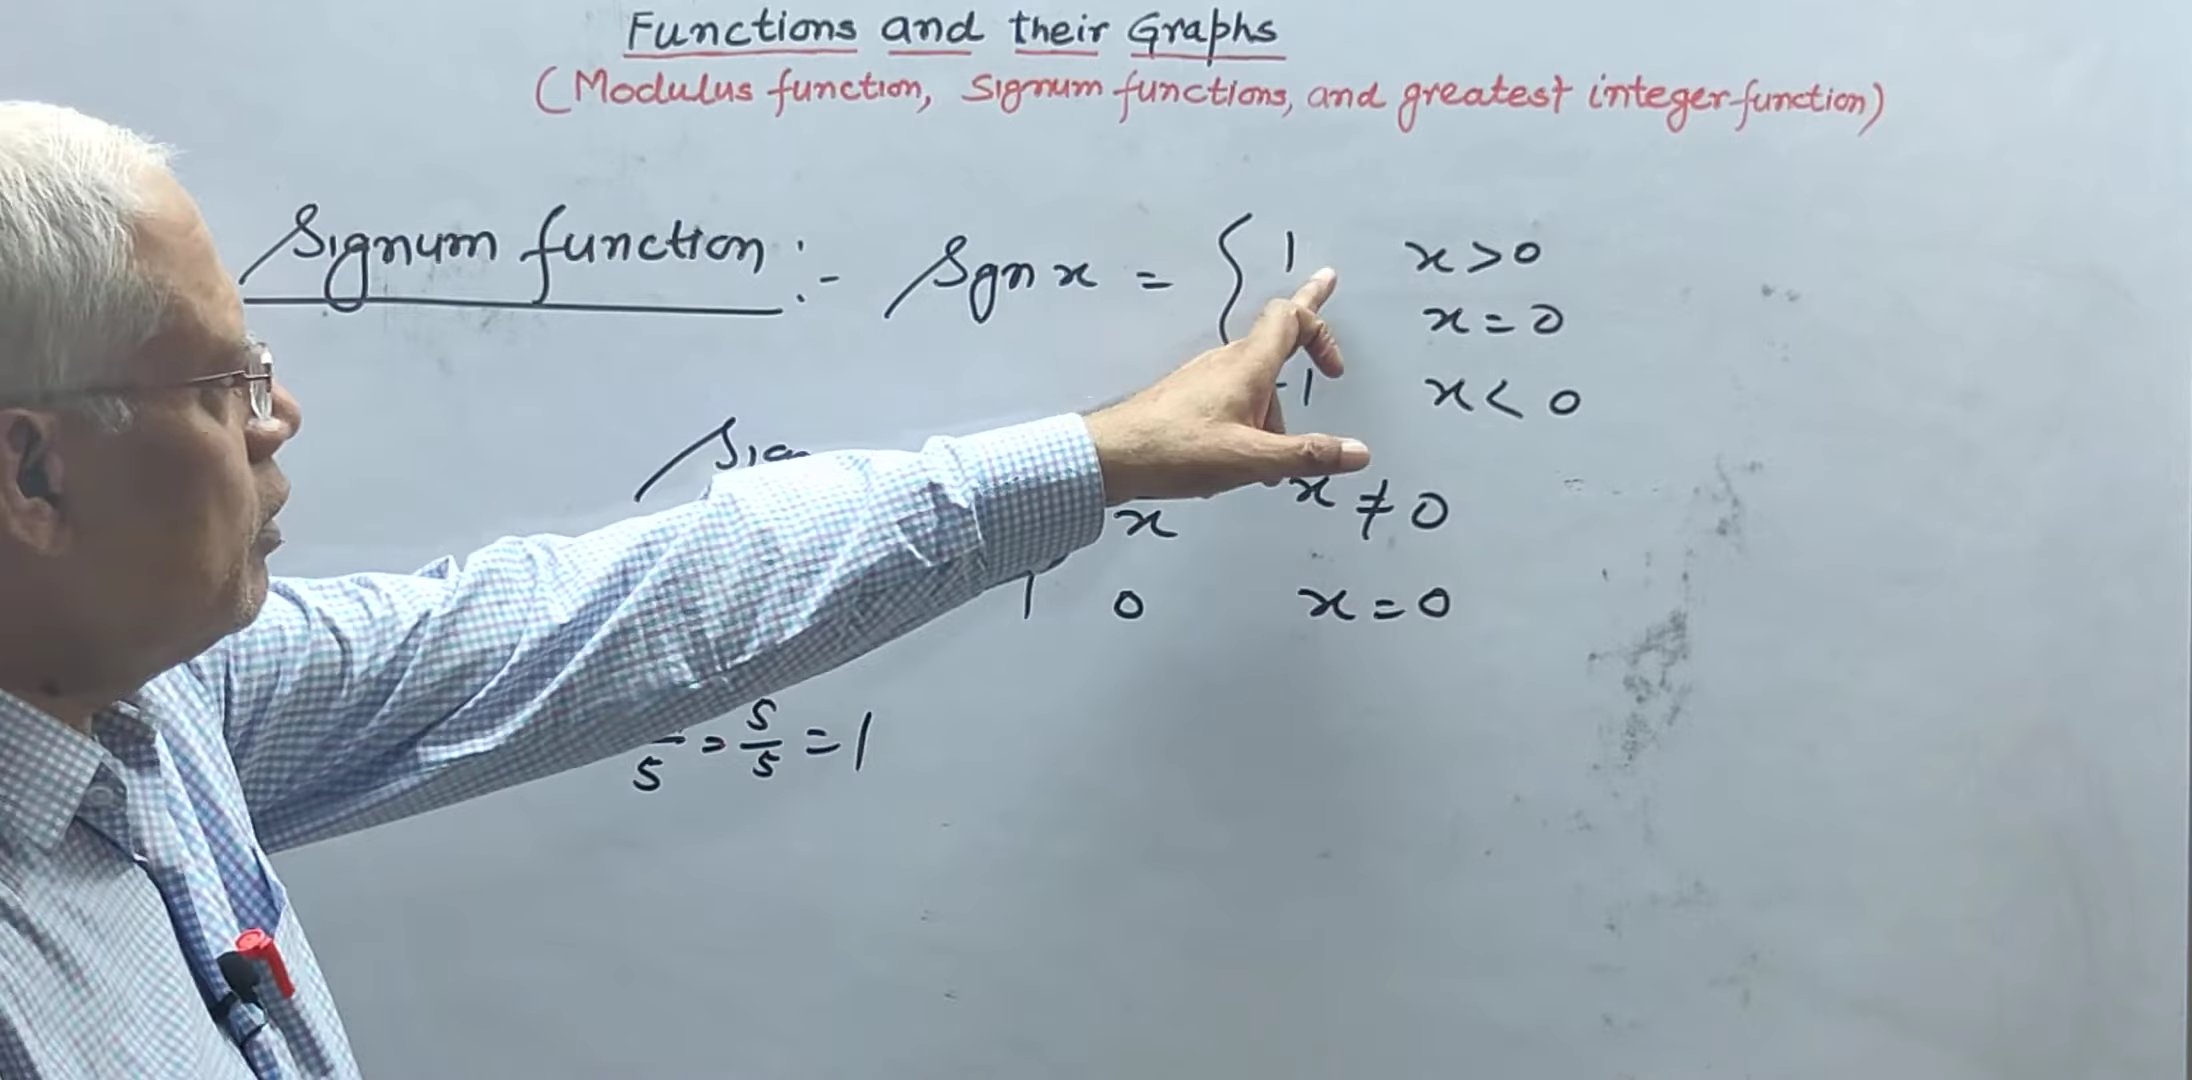 Functions and their Graphs
(Modulus function, Signum functions, and greatest integer function)
Signum function :- Sgn x = { 1 x > 0
x = 0
-1 x < 0
x x ≠ 0
0 x = 0
5 = 5/5 = 1